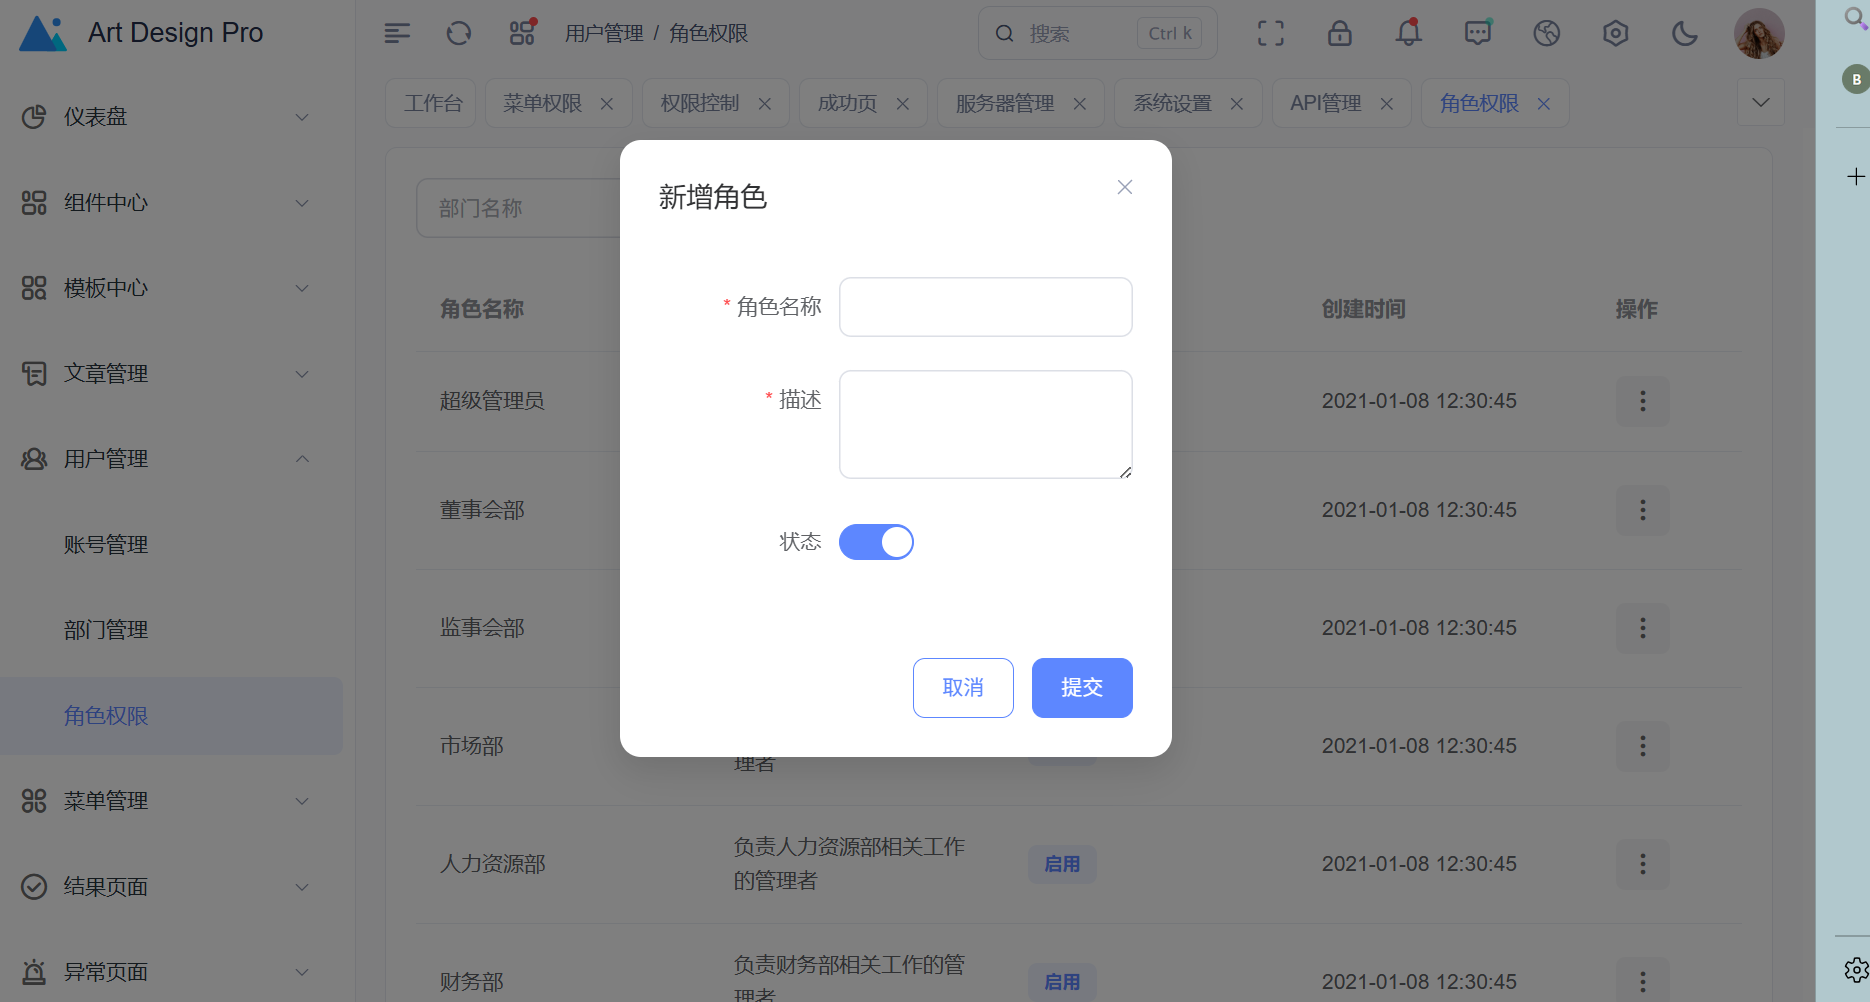 Art Design Pro
用户管理 / 角色权限
搜索
Ctrl k
工作台
菜单权限
权限控制
成功页
服务器管理
系统设置
API管理
角色权限
仪表盘
组件中心
模板中心
文章管理
用户管理
账号管理
部门管理
角色权限
菜单管理
结果页面
异常页面
部门名称
角色名称
创建时间
操作
超级管理员
2021-01-08 12:30:45
董事会部
2021-01-08 12:30:45
监事会部
2021-01-08 12:30:45
市场部
理者
2021-01-08 12:30:45
人力资源部
负责人力资源部相关工作
的管理者
启用
2021-01-08 12:30:45
财务部
负责财务部相关工作的管
理者
启用
2021-01-08 12:30:45
新增角色
* 角色名称
* 描述
状态
取消
提交
B